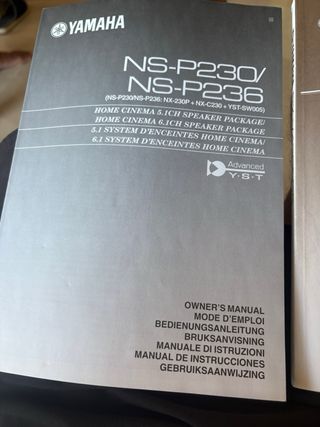 YAMAHA
NS-P230/
NS-P236
(NS-P230/NS-P236: NX-230P + NX-C230 + YST-SW005)
HOME CINEMA 5.1CH SPEAKER PACKAGE/
HOME CINEMA 6.1CH SPEAKER PACKAGE
5.1 SYSTEM D'ENCEINTES HOME CINEMA/
6.1 SYSTEM D'ENCEINTES HOME CINEMA
Advanced
Y·S·T
OWNER'S MANUAL
MODE D'EMPLOI
BEDIENUNGSANLEITUNG
BRUKSANVISNING
MANUALE DI ISTRUZIONI
MANUAL DE INSTRUCCIONES
GEBRUIKSAANWIJZING